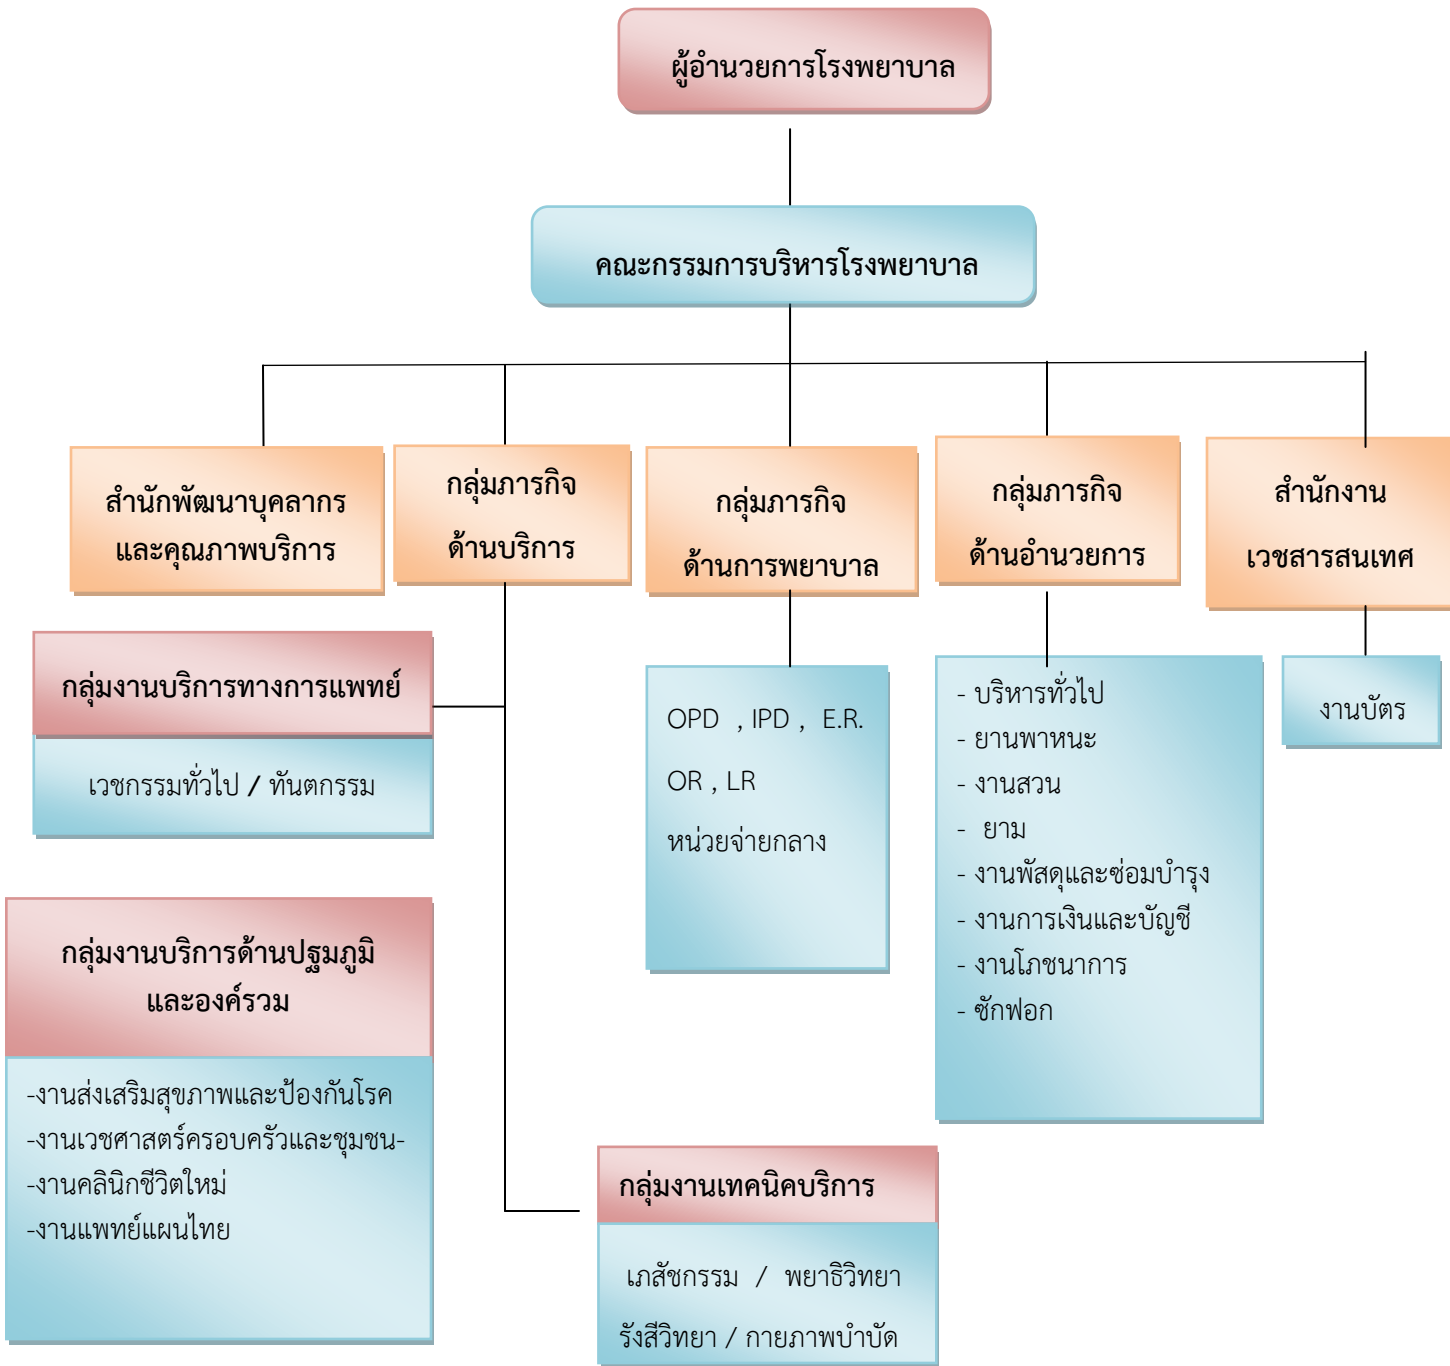 ผู้อำนวยการโรงพยาบาล
คณะกรรมการบริหารโรงพยาบาล
สำนักพัฒนาบุคลากร
และคุณภาพบริการ
กลุ่มภารกิจ
ด้านบริการ
กลุ่มภารกิจ
ด้านการพยาบาล
กลุ่มภารกิจ
ด้านอำนวยการ
สำนักงาน
เวชสารสนเทศ
กลุ่มงานบริการทางการแพทย์
เวชกรรมทั่วไป / ทันตกรรม
OPD , IPD , E.R.
OR , LR
หน่วยจ่ายกลาง
- บริหารทั่วไป
- ยานพาหนะ
- งานสวน
- ยาม
- งานพัสดุและซ่อมบำรุง
- งานการเงินและบัญชี
- งานโภชนาการ
- ซักฟอก
งานบัตร
กลุ่มงานบริการด้านปฐมภูมิ
และองค์รวม
-งานส่งเสริมสุขภาพและป้องกันโรค
-งานเวชศาสตร์ครอบครัวและชุมชน-
-งานคลินิกชีวิตใหม่
-งานแพทย์แผนไทย
กลุ่มงานเทคนิคบริการ
เภสัชกรรม / พยาธิวิทยา
รังสีวิทยา / กายภาพบำบัด